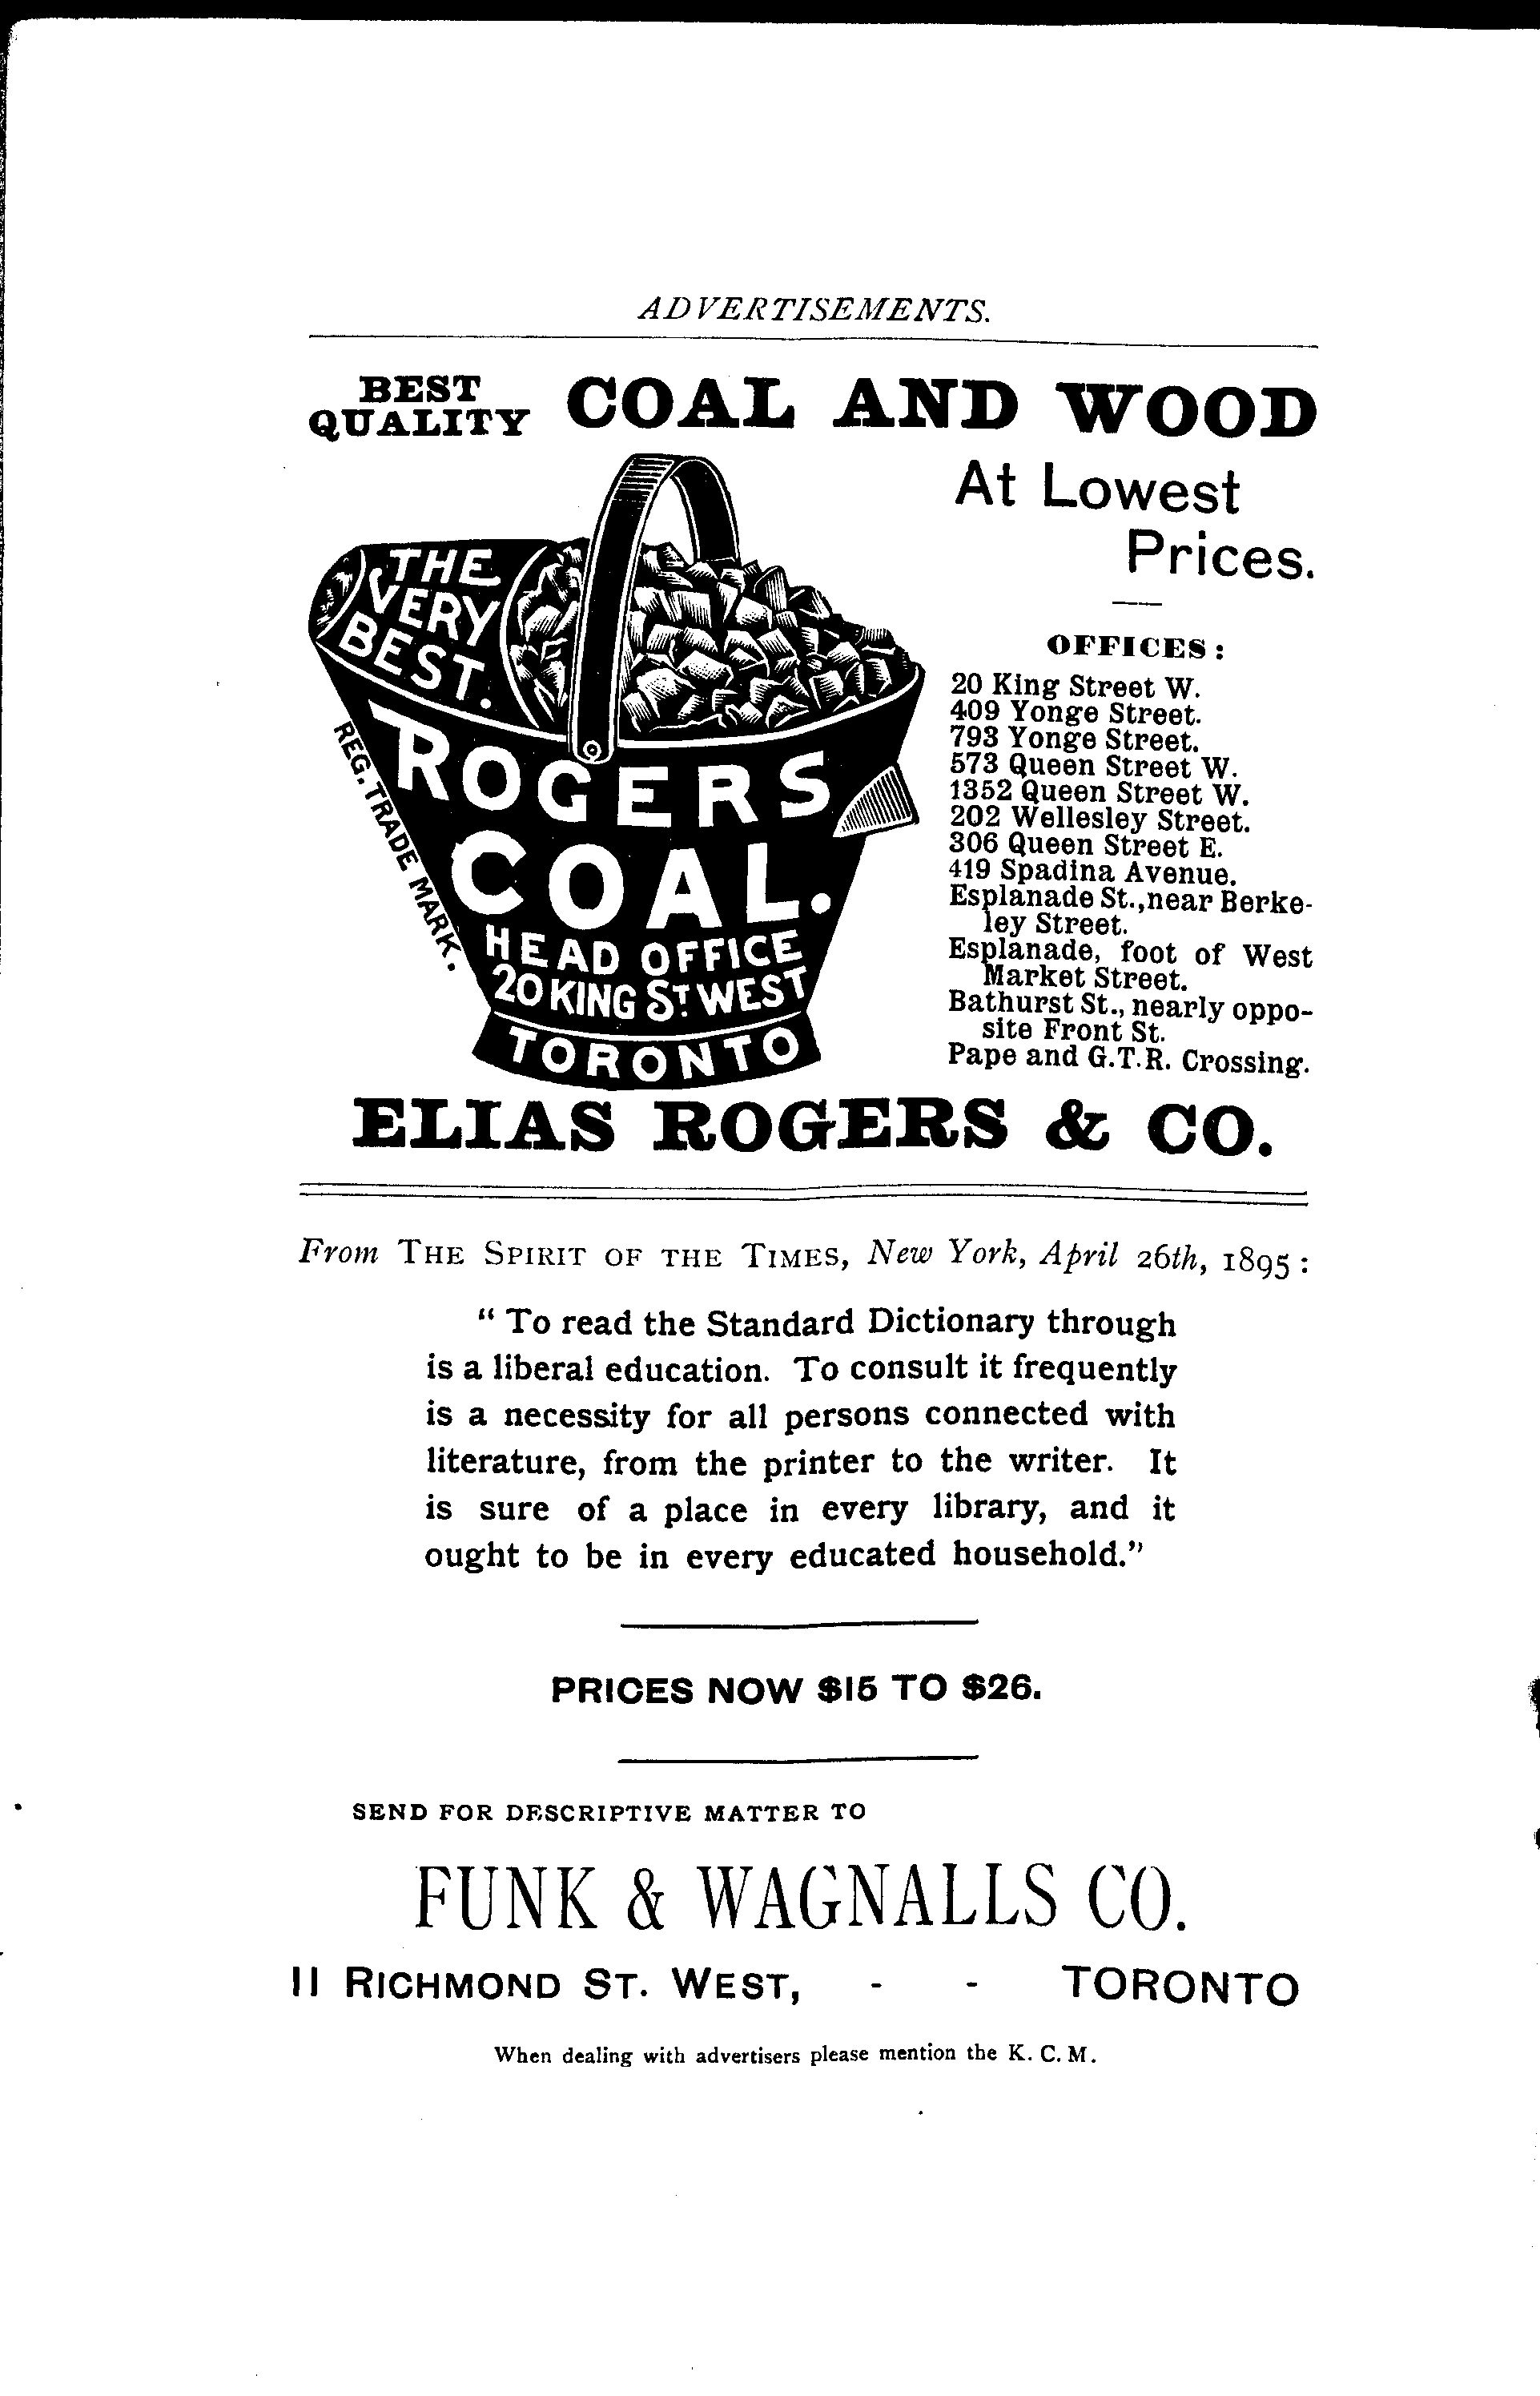 ADVERTISEMENTS.
BEST
QUALITY
COAL AND WOOD
At Lowest
Prices.
THE
VERY
BEST.
ROGERS
COAL.
HEAD OFFICE
20 KING ST WEST
TORONTO
REG. TRADE MARK.
OFFICES:
20 King Street W.
409 Yonge Street.
793 Yonge Street.
573 Queen Street W.
1352 Queen Street W.
202 Wellesley Street.
306 Queen Street E.
419 Spadina Avenue.
Esplanade St., near Berke-
ley Street.
Esplanade, foot of West
Market Street.
Bathurst St., nearly oppo-
site Front St.
Pape and G.T.R. Crossing.
ELIAS ROGERS & CO.
From THE SPIRIT OF THE TIMES, New York, April 26th, 1895:
" To read the Standard Dictionary through
is a liberal education. To consult it frequently
is a necessity for all persons connected with
literature, from the printer to the writer. It
is sure of a place in every library, and it
ought to be in every educated household."
PRICES NOW $15 TO $26.
SEND FOR DESCRIPTIVE MATTER TO
FUNK & WAGNALLS CO.
11 RICHMOND ST. WEST, - - TORONTO
When dealing with advertisers please mention the K. C. M.